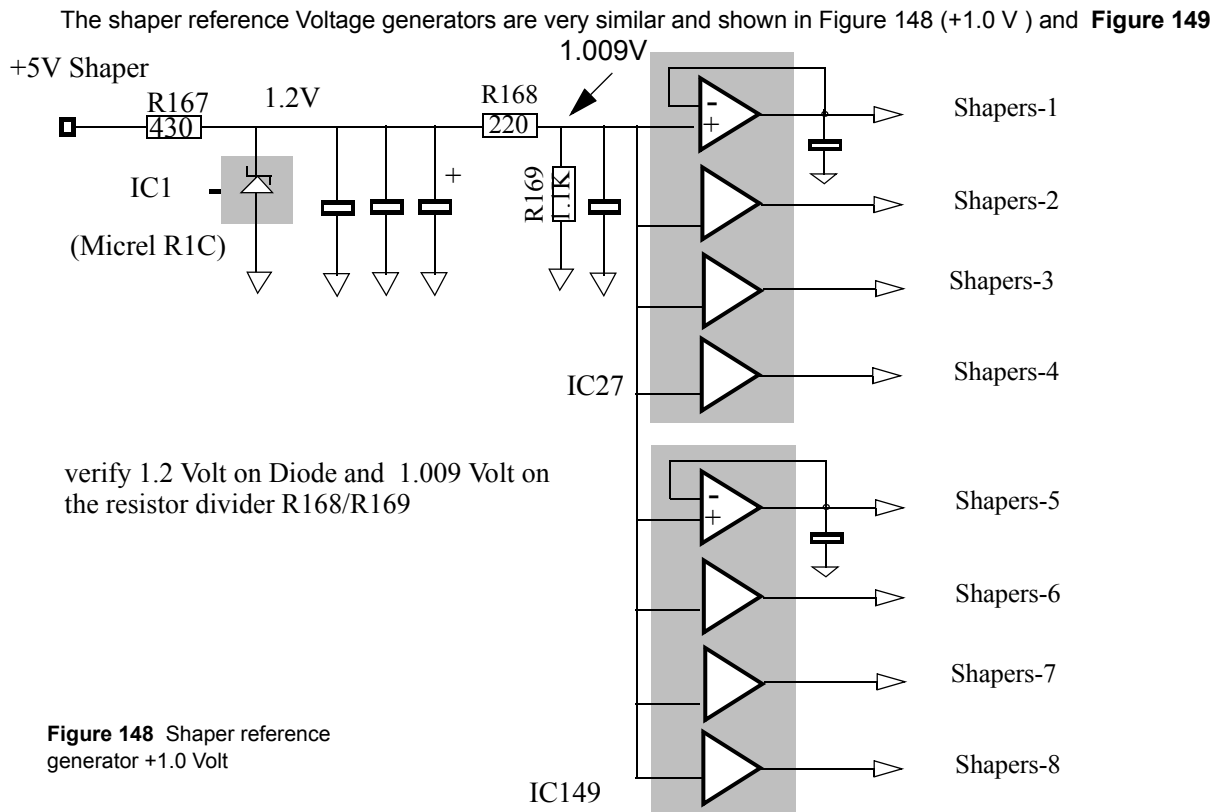 The shaper reference Voltage generators are very similar and shown in Figure 148 (+1.0 V ) and Figure 149
1.009V
+5V Shaper
R167
430
1.2V
R168
220
IC1
(Micrel R1C)
+
R169
1.1K
-
+
Shapers-1
Shapers-2
Shapers-3
Shapers-4
IC27
verify 1.2 Volt on Diode and 1.009 Volt on
the resistor divider R168/R169
-
+
Shapers-5
Shapers-6
Shapers-7
Shapers-8
IC149
Figure 148 Shaper reference
generator +1.0 Volt